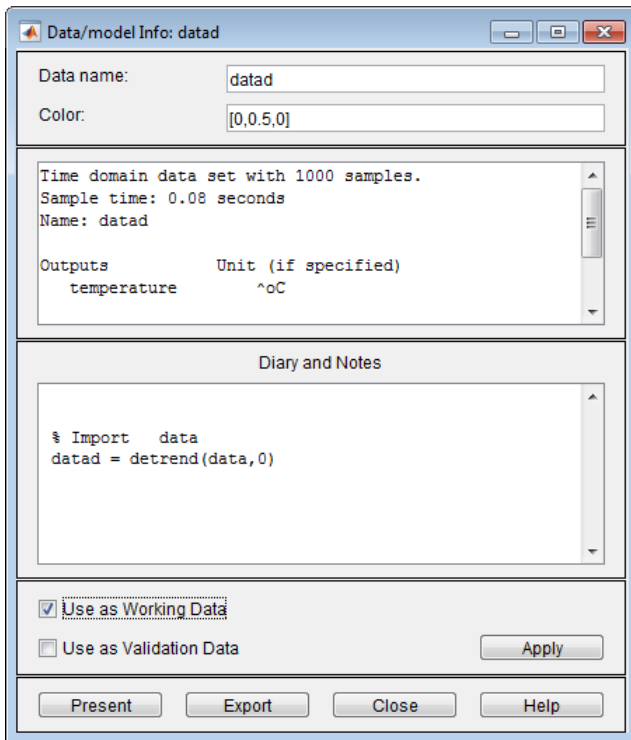 Data/model Info: datad
Data name:
datad
Color:
[0,0.5,0]
Time domain data set with 1000 samples.
Sample time: 0.08 seconds
Name: datad
Outputs Unit (if specified)
temperature ^oC
Diary and Notes
% Import data
datad = detrend(data,0)
Use as Working Data
Use as Validation Data
Apply
Present Export Close Help